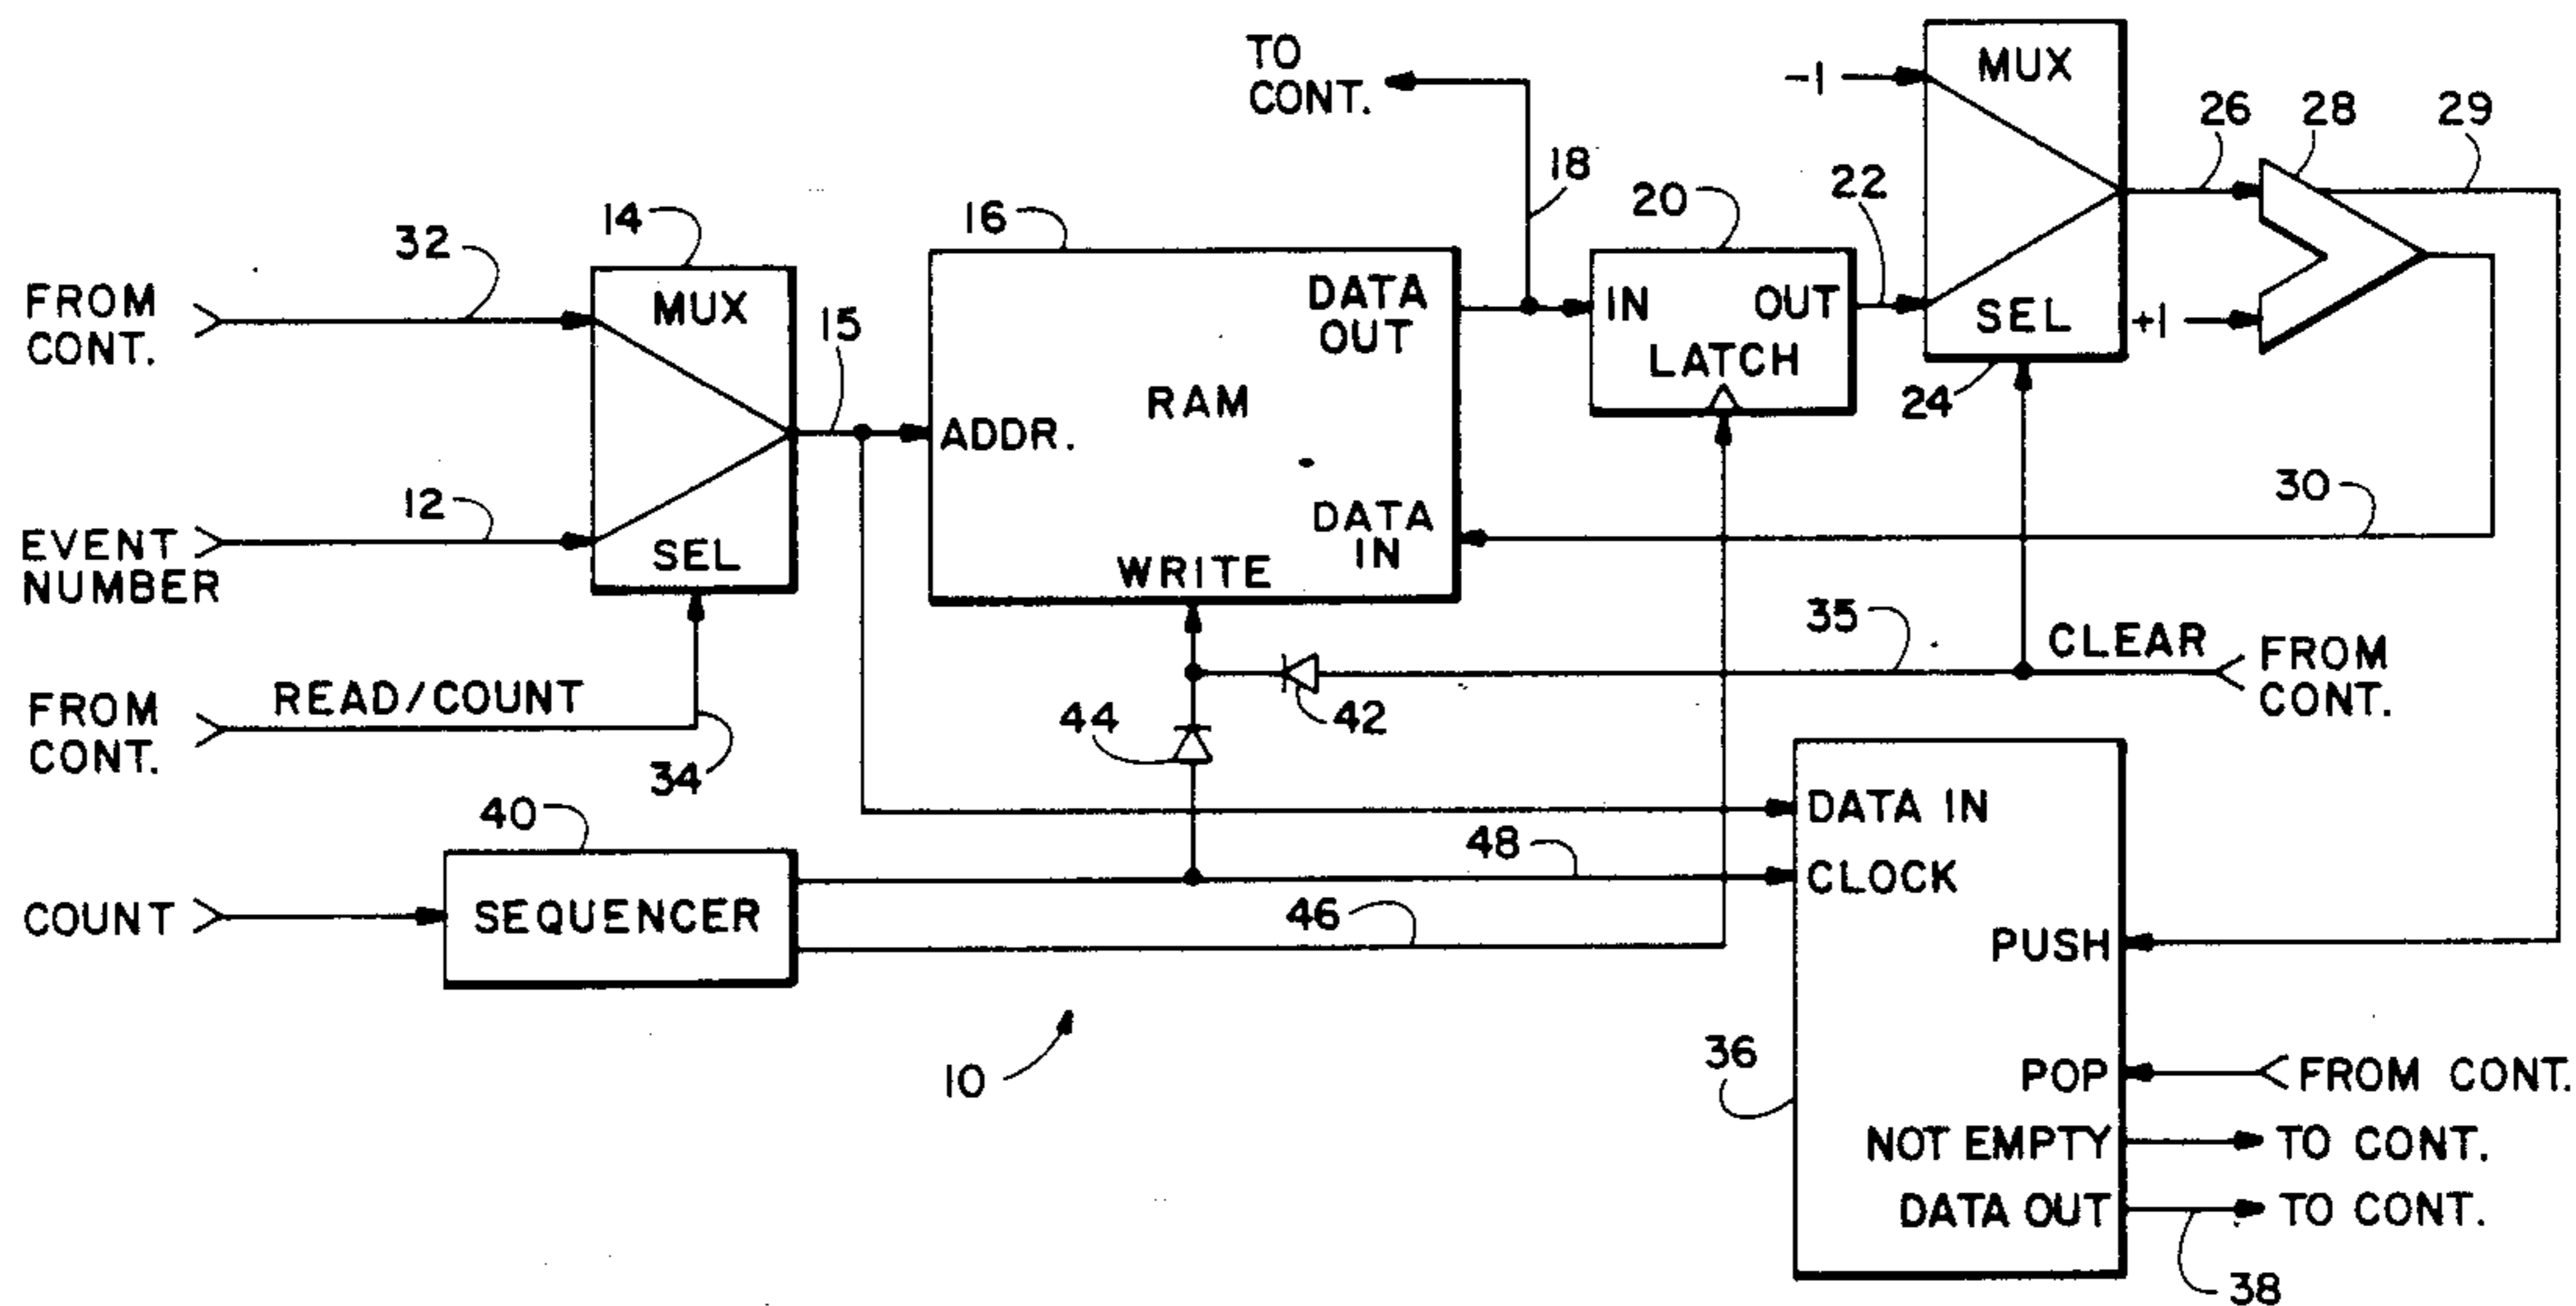 TO
CONT.
-1
MUX
26
28
29
18
22
20
14
16
32
FROM
CONT.
MUX
15
DATA
OUT
IN
OUT
LATCH
SEL
+1
24
RAM
ADDR.
12
EVENT
NUMBER
SEL
DATA
IN
WRITE
30
35
CLEAR
FROM
CONT.
READ/COUNT
FROM
CONT.
34
44
42
40
DATA IN
48
CLOCK
COUNT
SEQUENCER
46
PUSH
10
36
POP
FROM CONT.
NOT EMPTY
TO CONT.
DATA OUT
TO CONT.
38